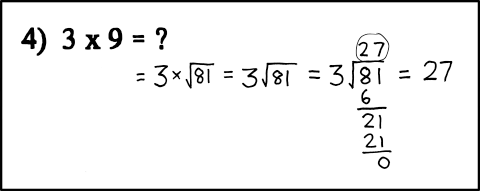 4) 3 x 9 = ?
= 3 × √81 = 3√81 = 3√81 = 27
27
6
21
21
0